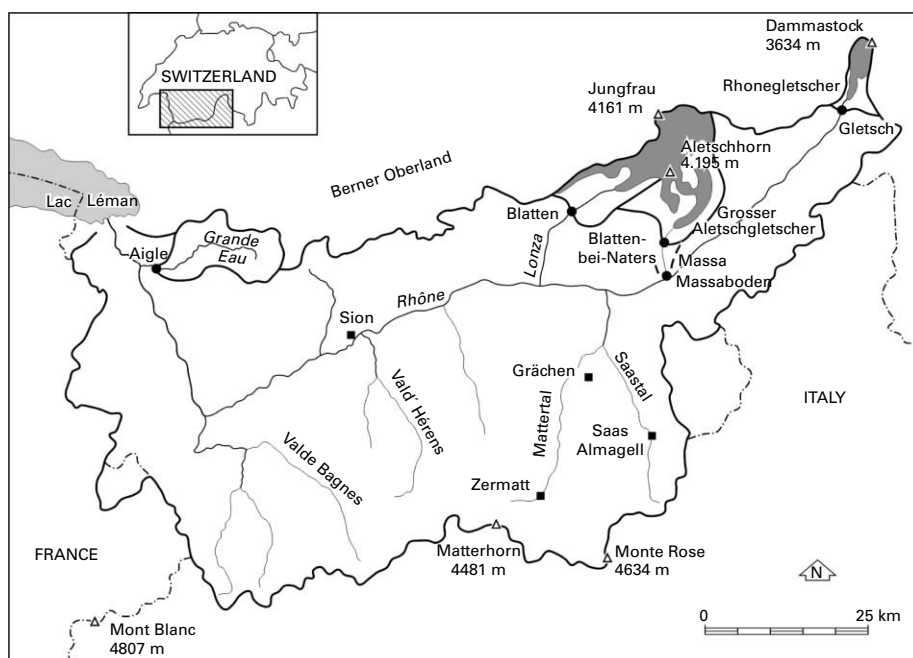 SWITZERLAND
Dammastock
3634 m
Rhonegletscher
Gletsch
Jungfrau
4161 m
Aletschhorn
4.195 m
Berner Oberland
Lac Léman
Blatten
Grosser
Aletschgletscher
Grande
Eau
Aigle
Lonza
Blatten-
bei-Naters
Massa
Massaboden
Rhône
Sion
Grächen
Saastal
Mattertal
Vald´ Hérens
ITALY
Saas
Almagell
Valde Bagnes
Zermatt
FRANCE
Matterhorn
4481 m
Monte Rose
4634 m
N
Mont Blanc
4807 m
0 25 km